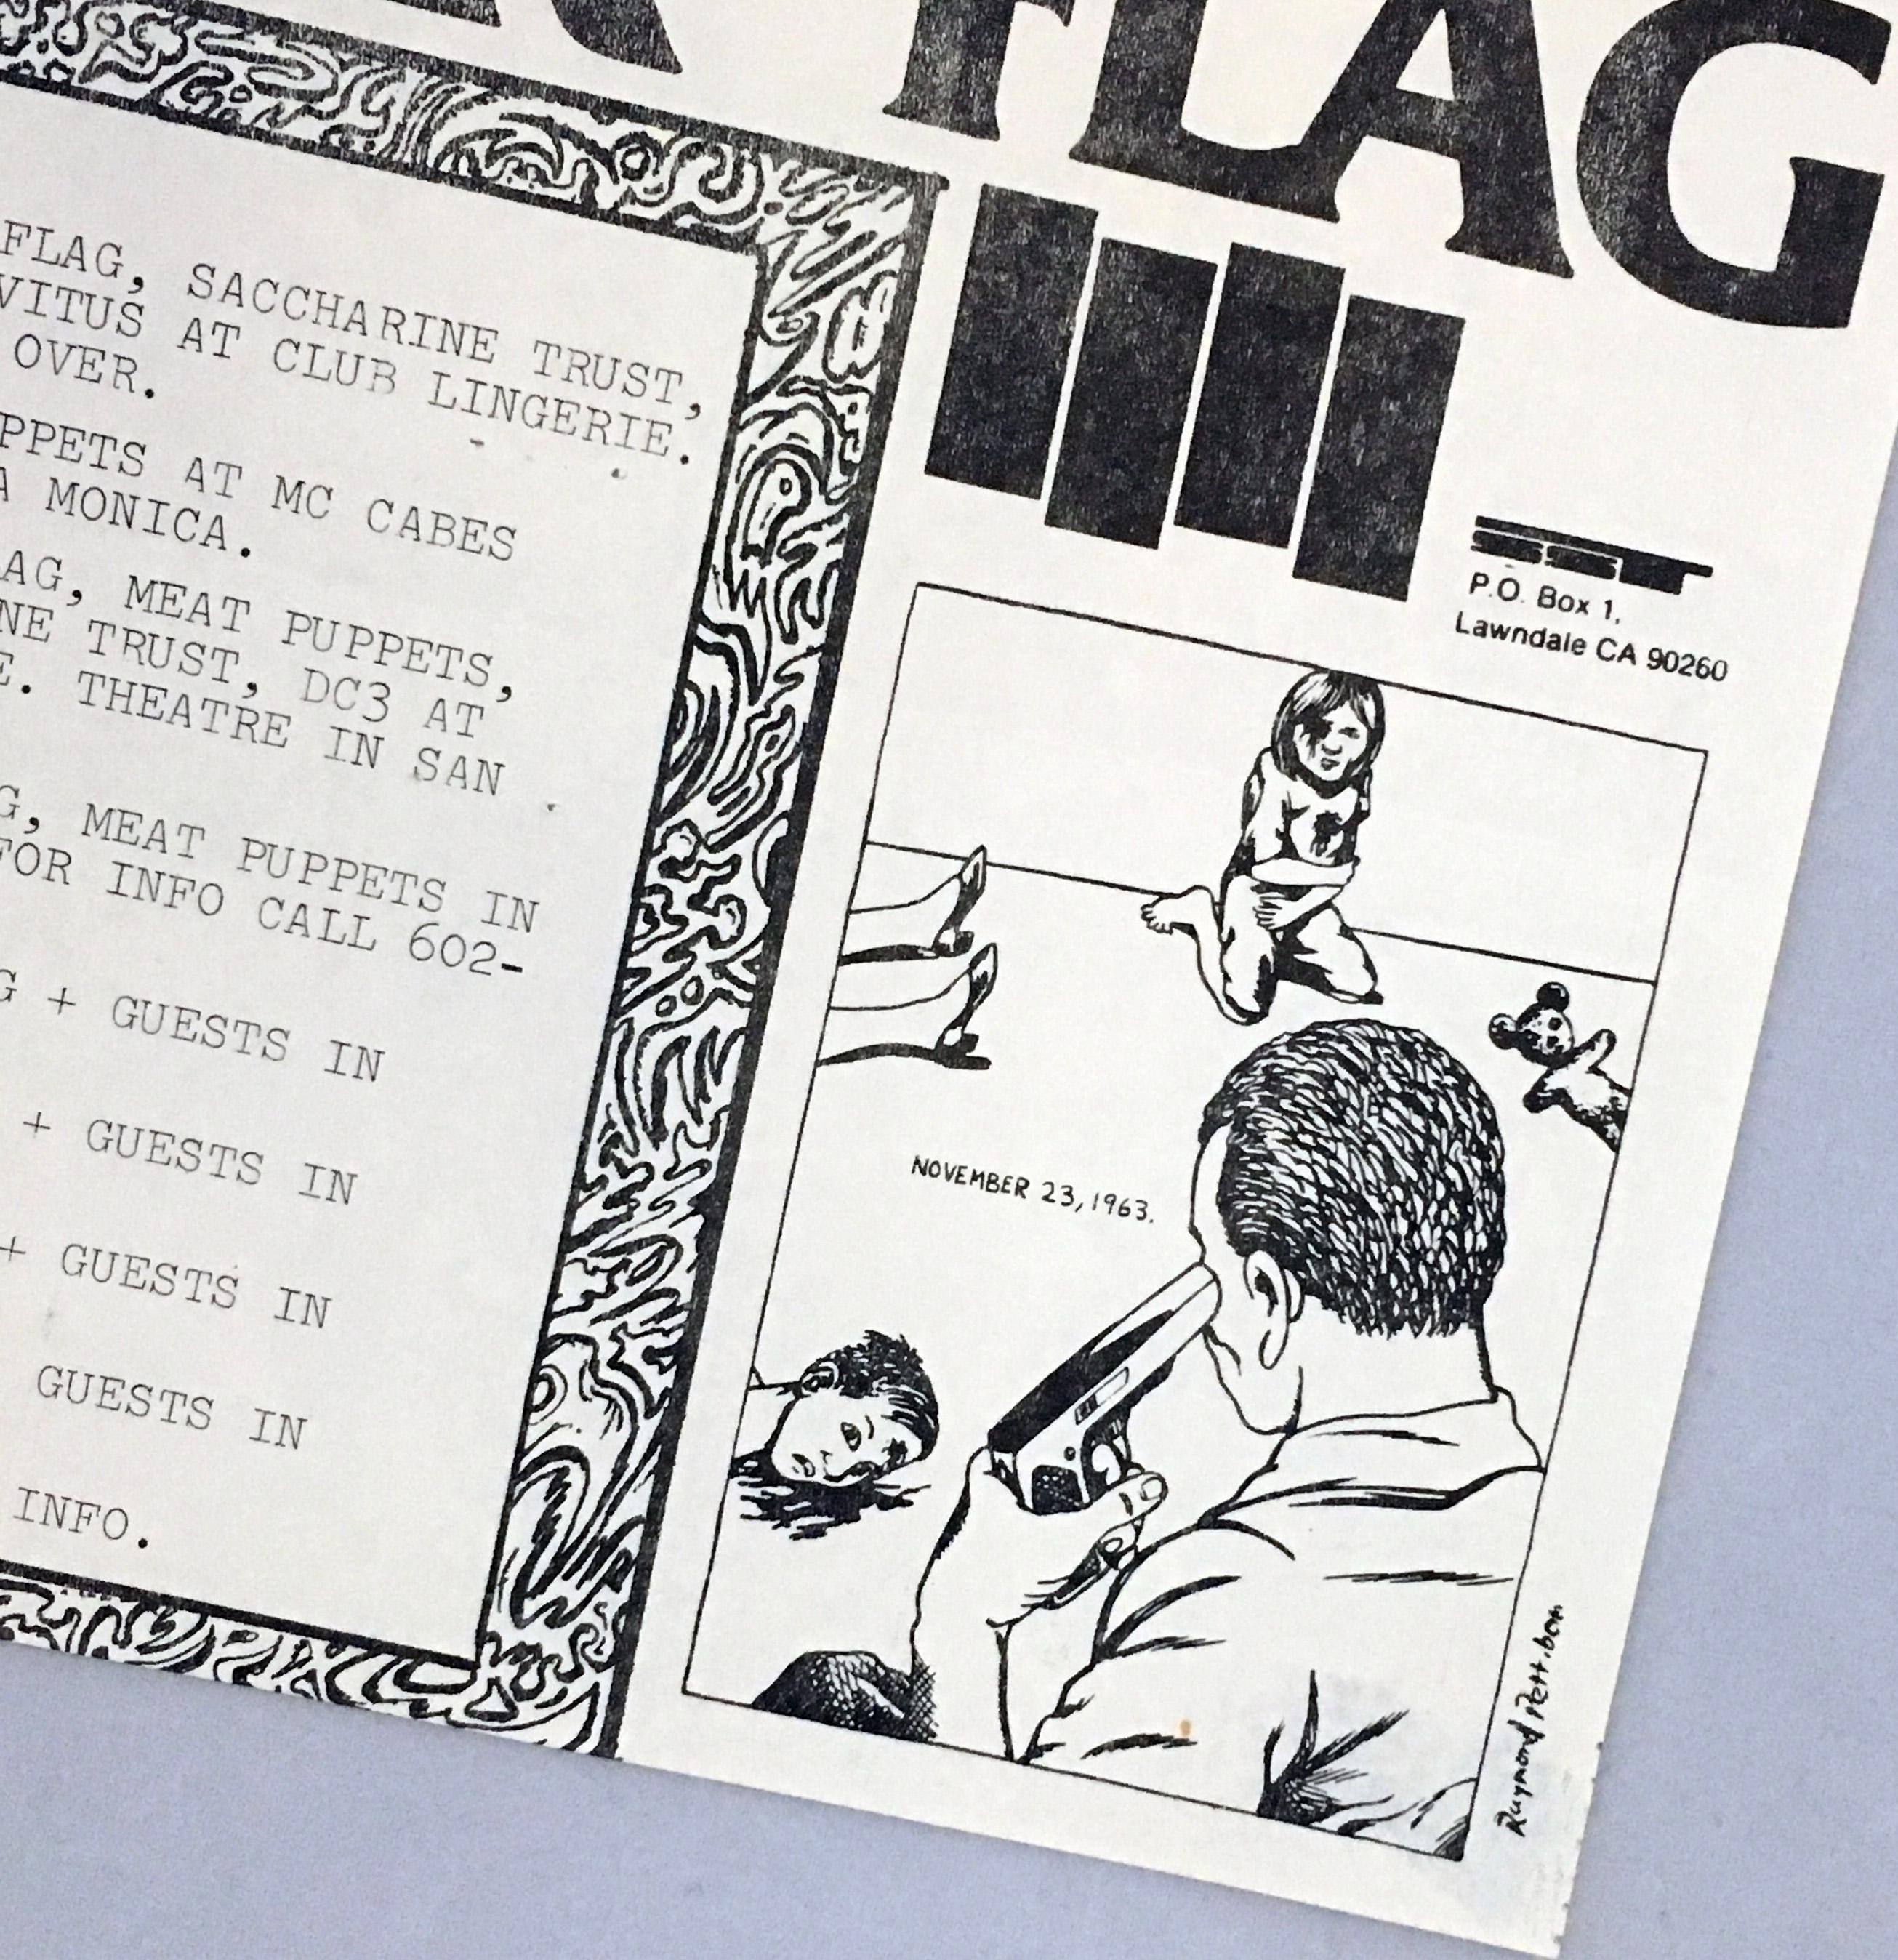 FLAG
FLAG, SACCHARINE TRUST,
VITUS AT CLUB LINGERIE.
OVER.
PPETS AT MC CABES
A MONICA.
AG, MEAT PUPPETS,
NE TRUST, DC3 AT
E. THEATRE IN SAN
G, MEAT PUPPETS IN
FOR INFO CALL 602-
G + GUESTS IN
+ GUESTS IN
+ GUESTS IN
GUESTS IN
INFO.
SST
P.O. Box 1,
Lawndale CA 90260
NOVEMBER 23, 1963.
Raymond Pettibon